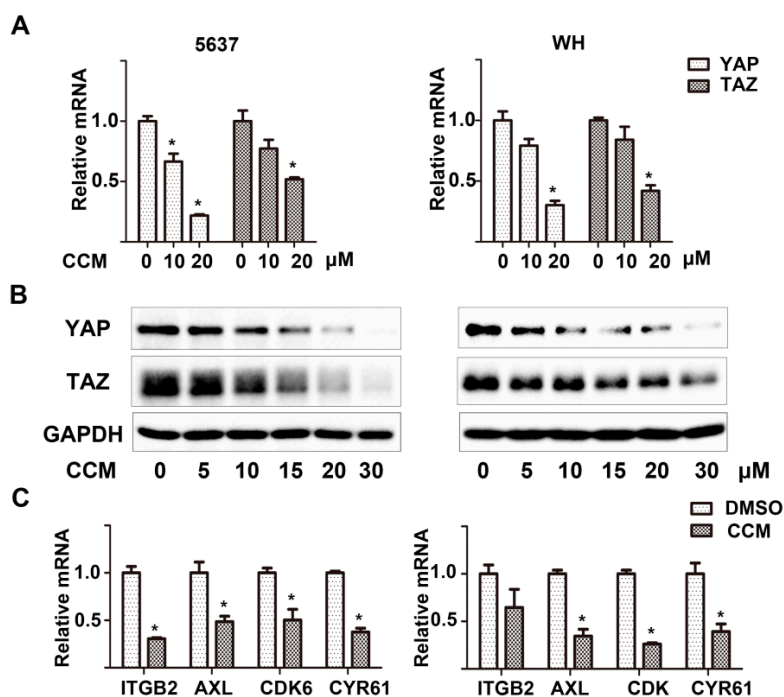 A
5637
WH
YAP
TAZ
Relative mRNA
1.0
0.5
* * *
CCM 0 10 20 0 10 20 μM
Relative mRNA
1.0
0.5
* *
0 10 20 0 10 20 μM
B
YAP
TAZ
GAPDH
CCM 0 5 10 15 20 30 0 5 10 15 20 30 μM
C
DMSO
CCM
Relative mRNA
1.0
0.5
* * * *
ITGB2 AXL CDK6 CYR61
Relative mRNA
1.0
0.5
* * *
ITGB2 AXL CDK CYR61